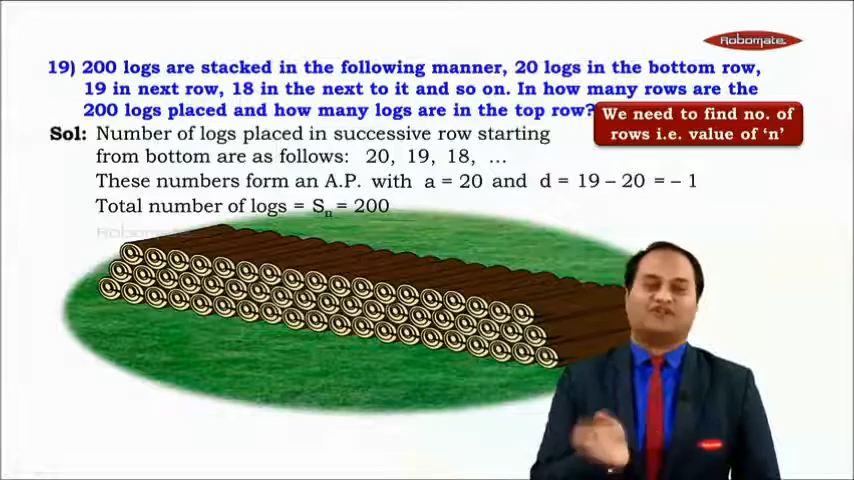 Robomate
19) 200 logs are stacked in the following manner, 20 logs in the bottom row,
19 in next row, 18 in the next to it and so on. In how many rows are the
200 logs placed and how many logs are in the top row?
We need to find no. of
rows i.e. value of ‘n’
Sol: Number of logs placed in successive row starting
from bottom are as follows: 20, 19, 18, ...
These numbers form an A.P. with a = 20 and d = 19 – 20 = – 1
Total number of logs = Sn = 200
Robomate